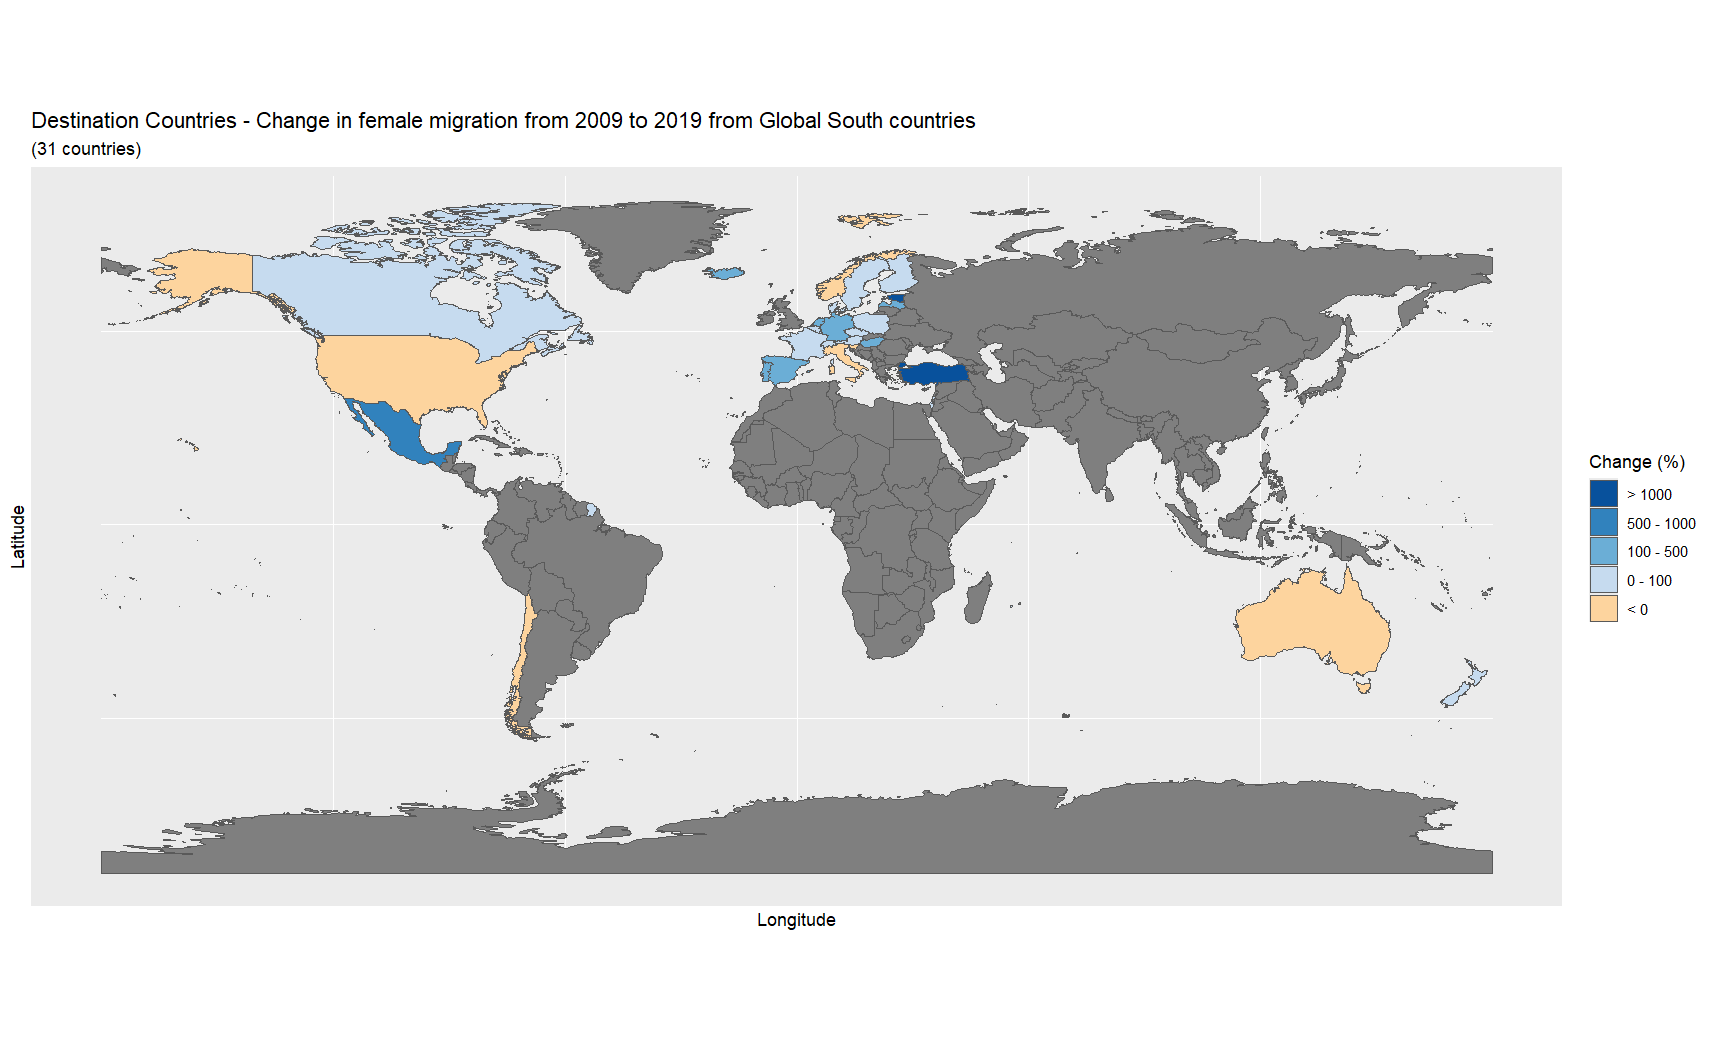 Destination Countries - Change in female migration from 2009 to 2019 from Global South countries
(31 countries)
Latitude
Longitude
Change (%)
> 1000
500 - 1000
100 - 500
0 - 100
< 0